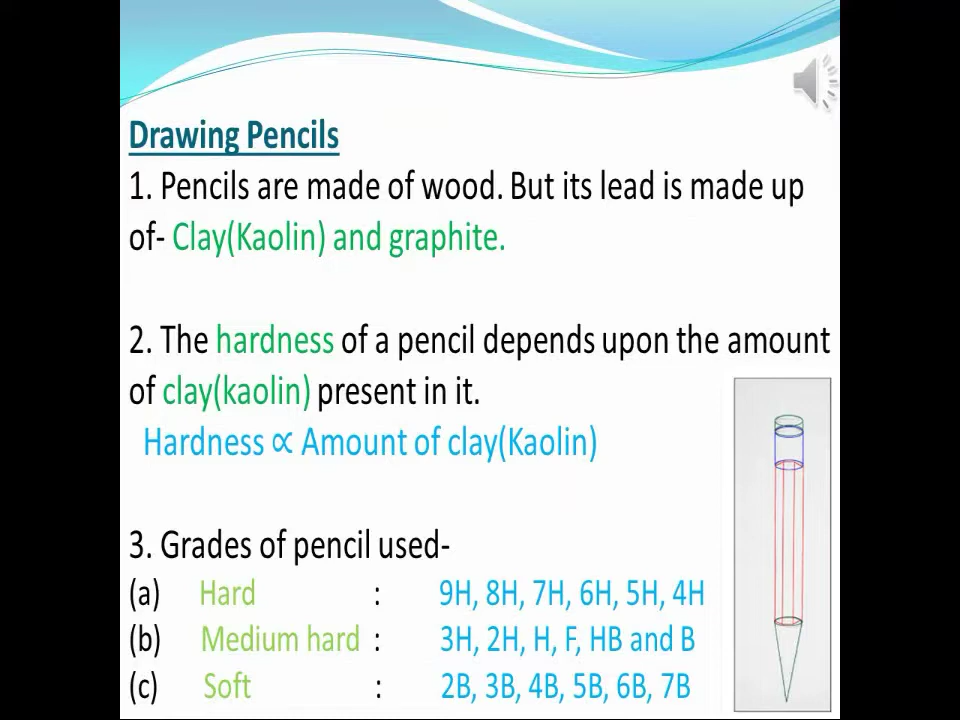 Drawing Pencils
1. Pencils are made of wood. But its lead is made up
of- Clay(Kaolin) and graphite.
2. The hardness of a pencil depends upon the amount
of clay(kaolin) present in it.
Hardness ∝ Amount of clay(Kaolin)
3. Grades of pencil used-
(a) Hard : 9H, 8H, 7H, 6H, 5H, 4H
(b) Medium hard : 3H, 2H, H, F, HB and B
(c) Soft : 2B, 3B, 4B, 5B, 6B, 7B